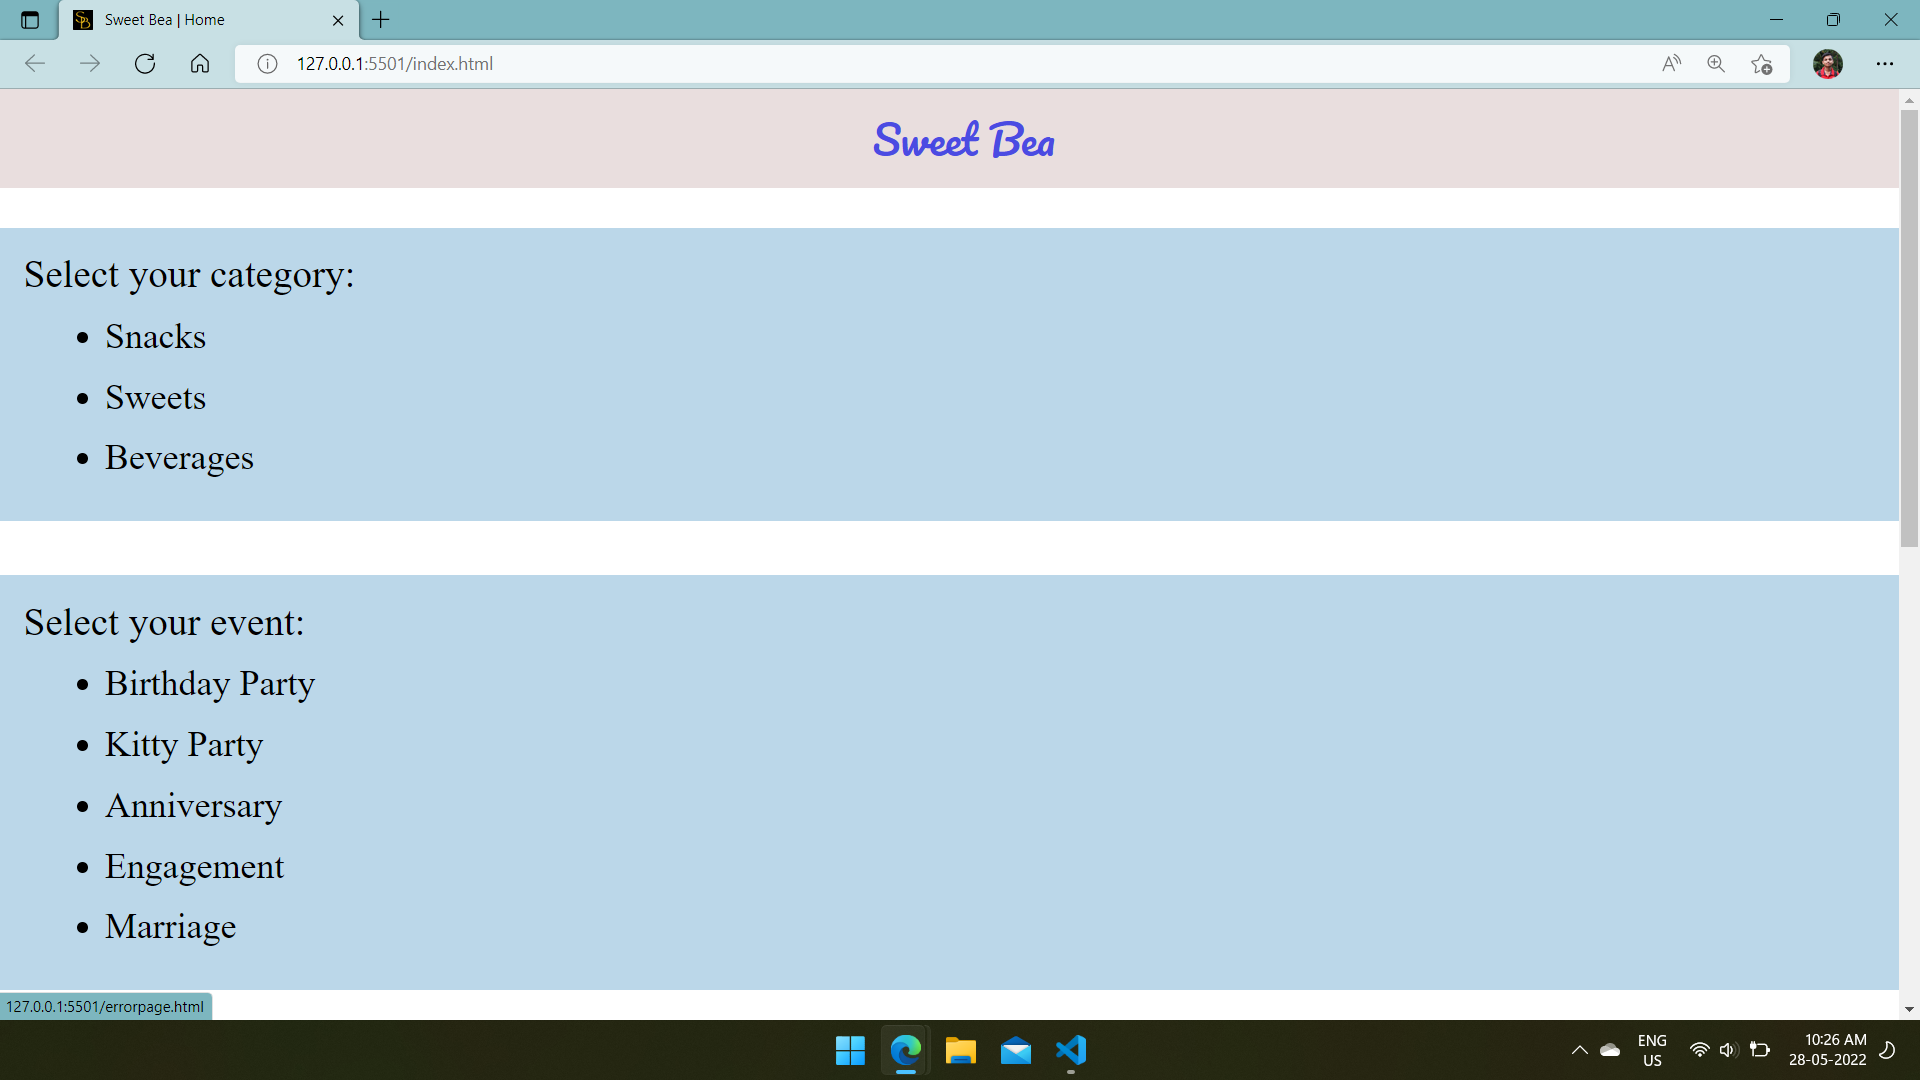 Sweet Bea | Home
127.0.0.1:5501/index.html
Sweet Bea
Select your category:
Snacks
Sweets
Beverages
Select your event:
Birthday Party
Kitty Party
Anniversary
Engagement
Marriage
127.0.0.1:5501/errorpage.html
ENG
US
10:26 AM
28-05-2022